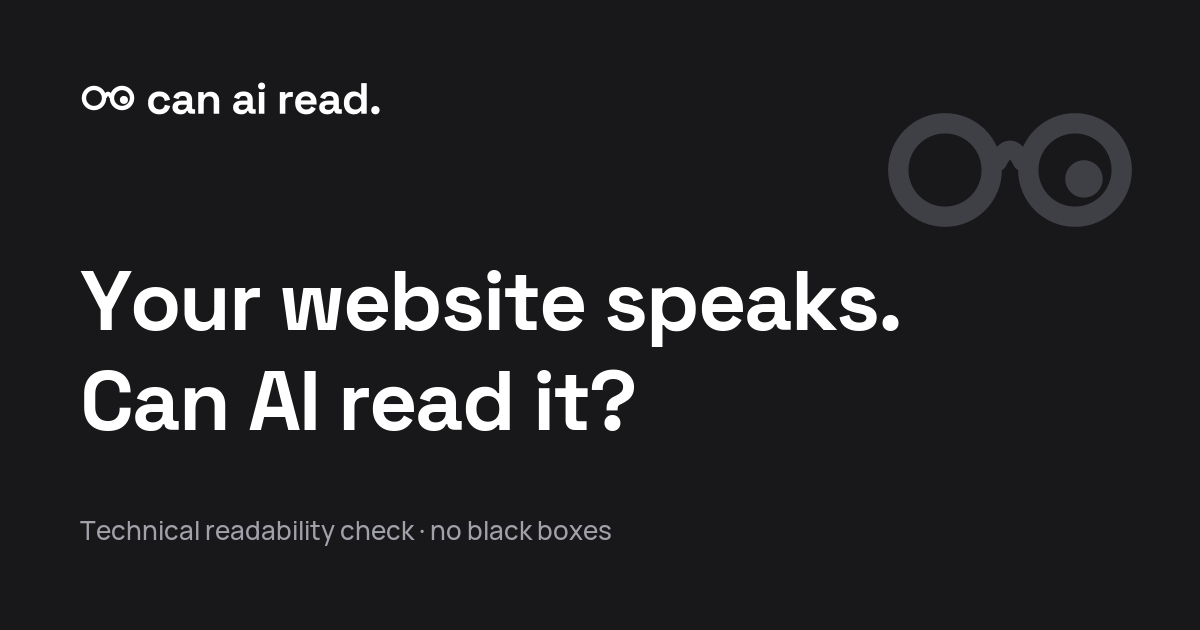 can ai read.
Your website speaks.
Can AI read it?
Technical readability check · no black boxes